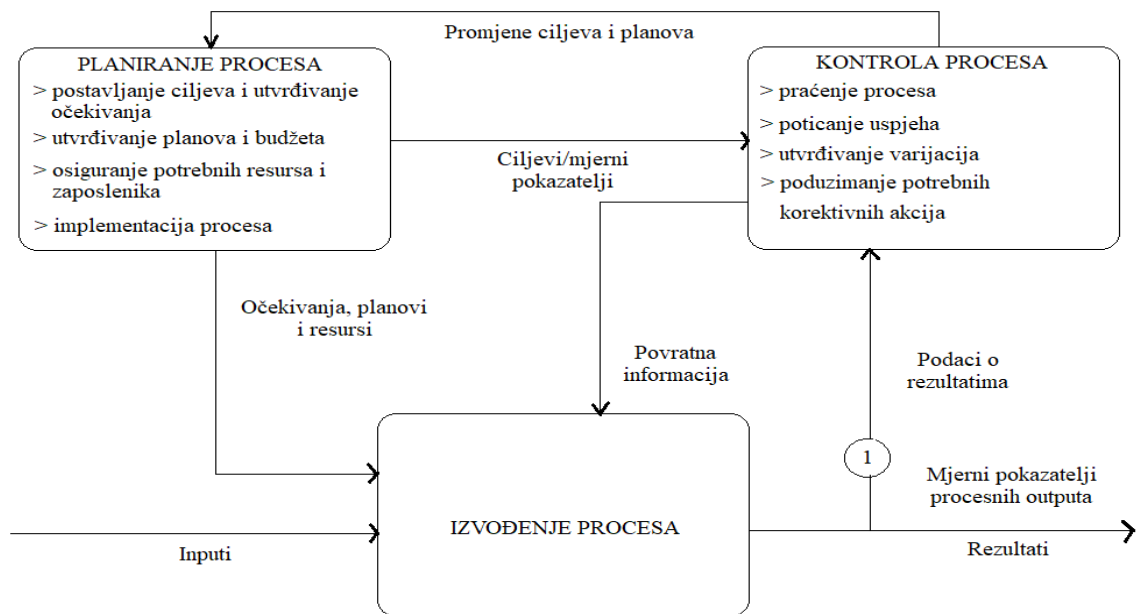 Promjene ciljeva i planova
PLANIRANJE PROCESA
> postavljanje ciljeva i utvrđivanje
očekivanja
> utvrđivanje planova i budžeta
> osiguranje potrebnih resursa i
zaposlenika
> implementacija procesa
Ciljevi/mjerni
pokazatelji
KONTROLA PROCESA
> praćenje procesa
> poticanje uspjeha
> utvrđivanje varijacija
> poduzimanje potrebnih
korektivnih akcija
Očekivanja, planovi
i resursi
Povratna
informacija
Podaci o
rezultatima
1
Mjerni pokazatelji
procesnih outputa
IZVOĐENJE PROCESA
Inputi
Rezultati